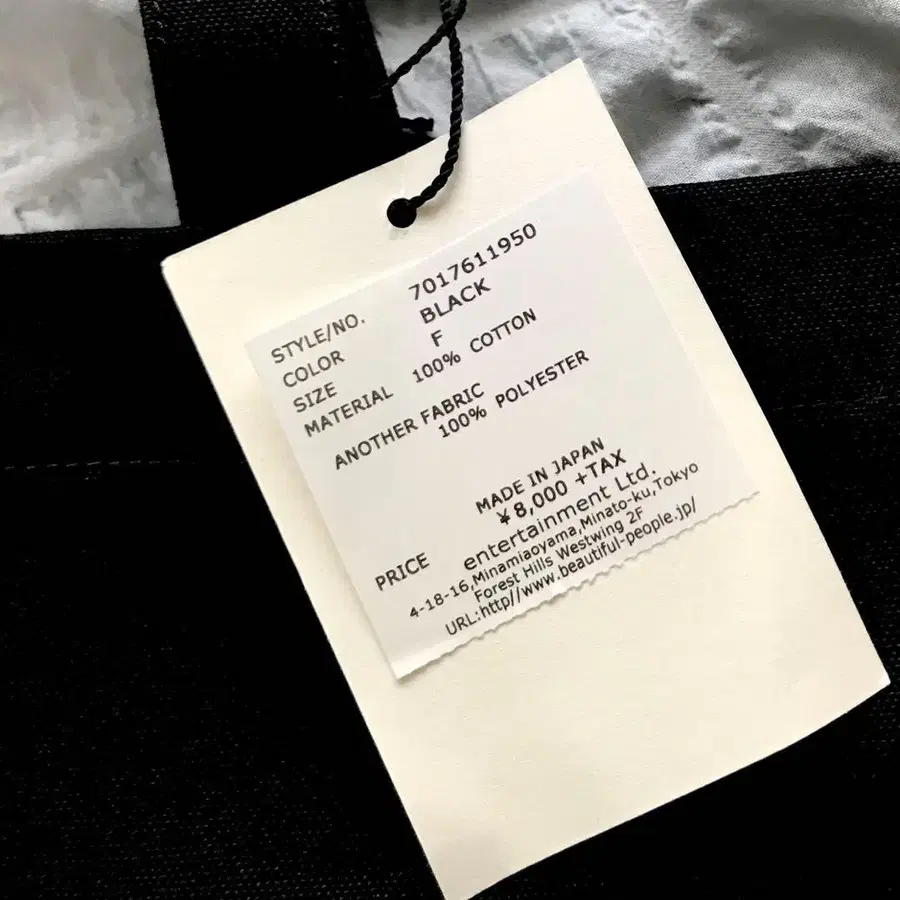 STYLE/NO. 7017611950
COLOR BLACK
SIZE F
MATERIAL 100% COTTON
ANOTHER FABRIC
100% POLYESTER
MADE IN JAPAN
PRICE ¥8,000 +TAX
entertainment Ltd.
4-18-16,Minamiaoyama,Minato-ku,Tokyo
Forest Hills Westwing 2F
URL:http//www.beautiful-people.jp/